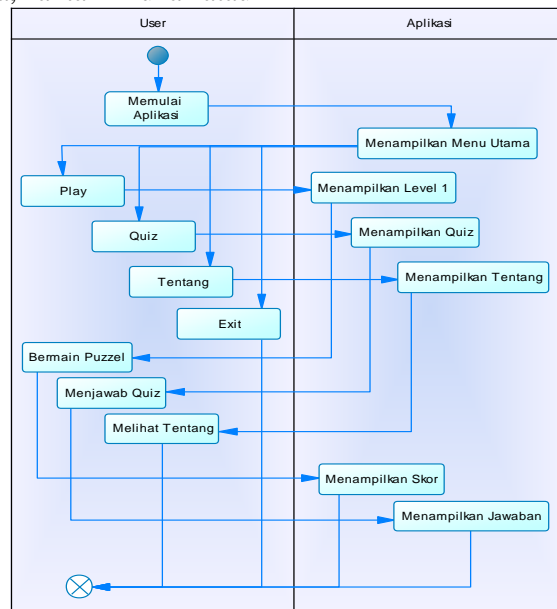 User
Aplikasi
Memulai
Aplikasi
Menampilkan Menu Utama
Play
Menampilkan Level 1
Quiz
Menampilkan Quiz
Tentang
Menampilkan Tentang
Exit
Bermain Puzzel
Menjawab Quiz
Melihat Tentang
Menampilkan Skor
Menampilkan Jawaban